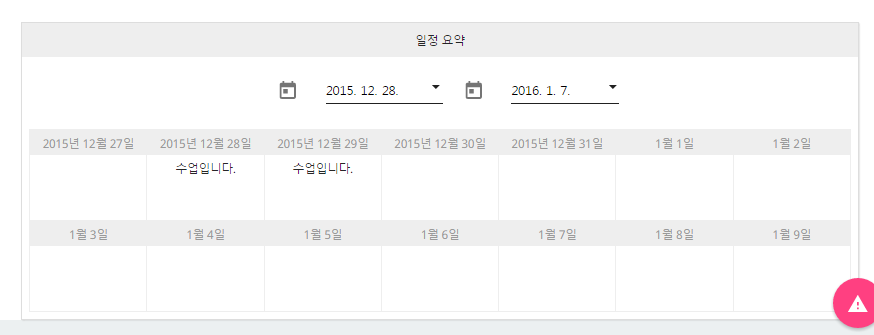 일정 요약
2015. 12. 28. 2016. 1. 7.
2015년 12월 27일 2015년 12월 28일 2015년 12월 29일 2015년 12월 30일 2015년 12월 31일 1월 1일 1월 2일
수업입니다. 수업입니다.
1월 3일 1월 4일 1월 5일 1월 6일 1월 7일 1월 8일 1월 9일